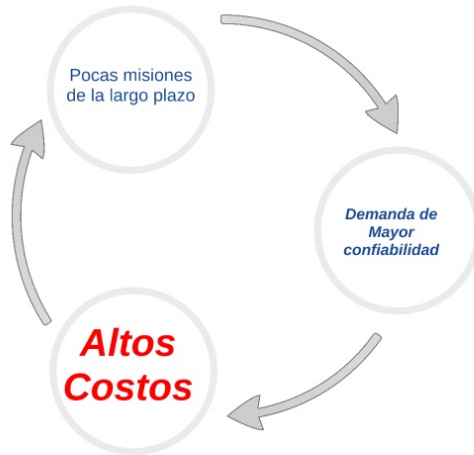 Pocas misiones
de la largo plazo
Demanda de
Mayor
confiabilidad
Altos
Costos